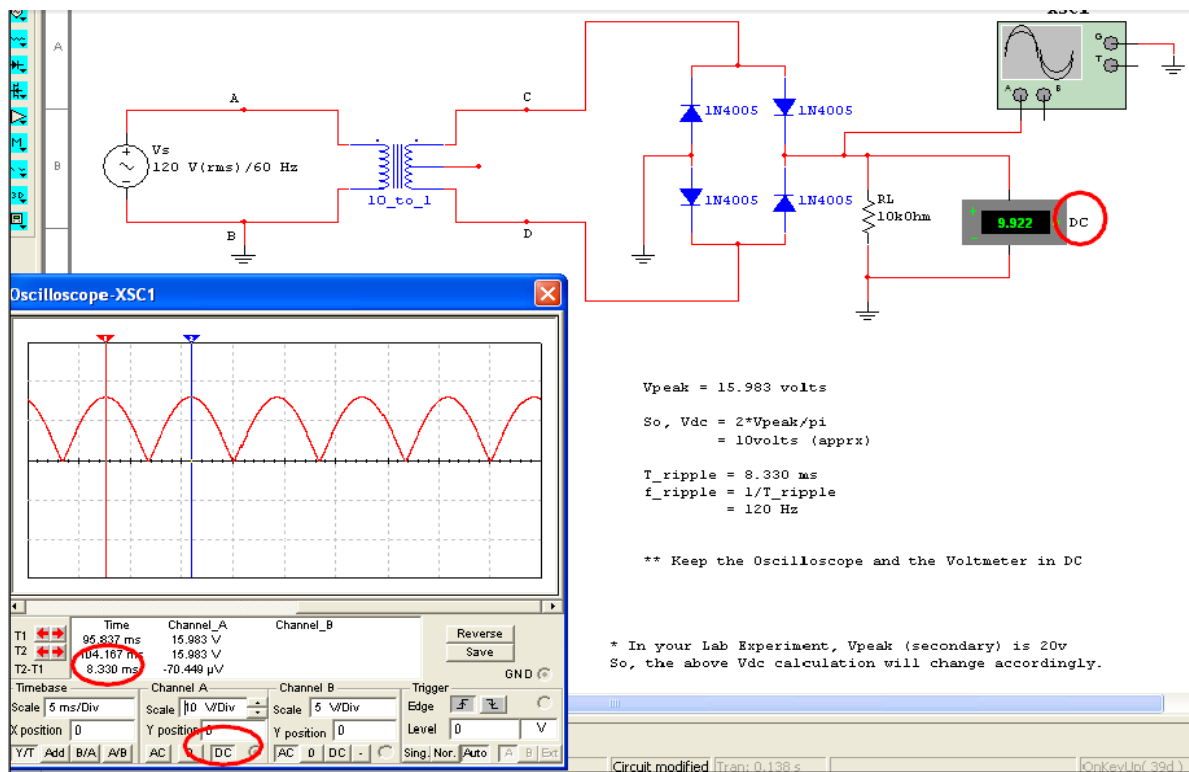 XSC1
A
G
T
A
B
A
C
1N4005
1N4005
Vs
120 V(rms)/60 Hz
B
10_to_1
1N4005
1N4005
RL
10kOhm
+
9.922
DC
-
B
D
Oscilloscope-XSC1
1
2
Vpeak = 15.983 volts
So, Vdc = 2*Vpeak/pi
= 10volts (apprx)
T_ripple = 8.330 ms
f_ripple = 1/T_ripple
= 120 Hz
** Keep the Oscilloscope and the Voltmeter in DC
* In your Lab Experiment, Vpeak (secondary) is 20v
So, the above Vdc calculation will change accordingly.
Time Channel_A Channel_B
T1 95.837 ms 15.983 V
T2 104.167 ms 15.983 V
T2-T1 8.330 ms -70.449 µV
Reverse
Save
GND
Timebase
Scale 5 ms/Div
X position 0
Y/T Add B/A A/B
Channel A
Scale 10 V/Div
Y position 0
AC 0 DC
Channel B
Scale 5 V/Div
Y position 0
AC 0 DC -
Trigger
Edge
Level 0 V
Sing. Nor. Auto A B Ext
Circuit modified Tran: 0.138 s OnKeyUp( 39d )